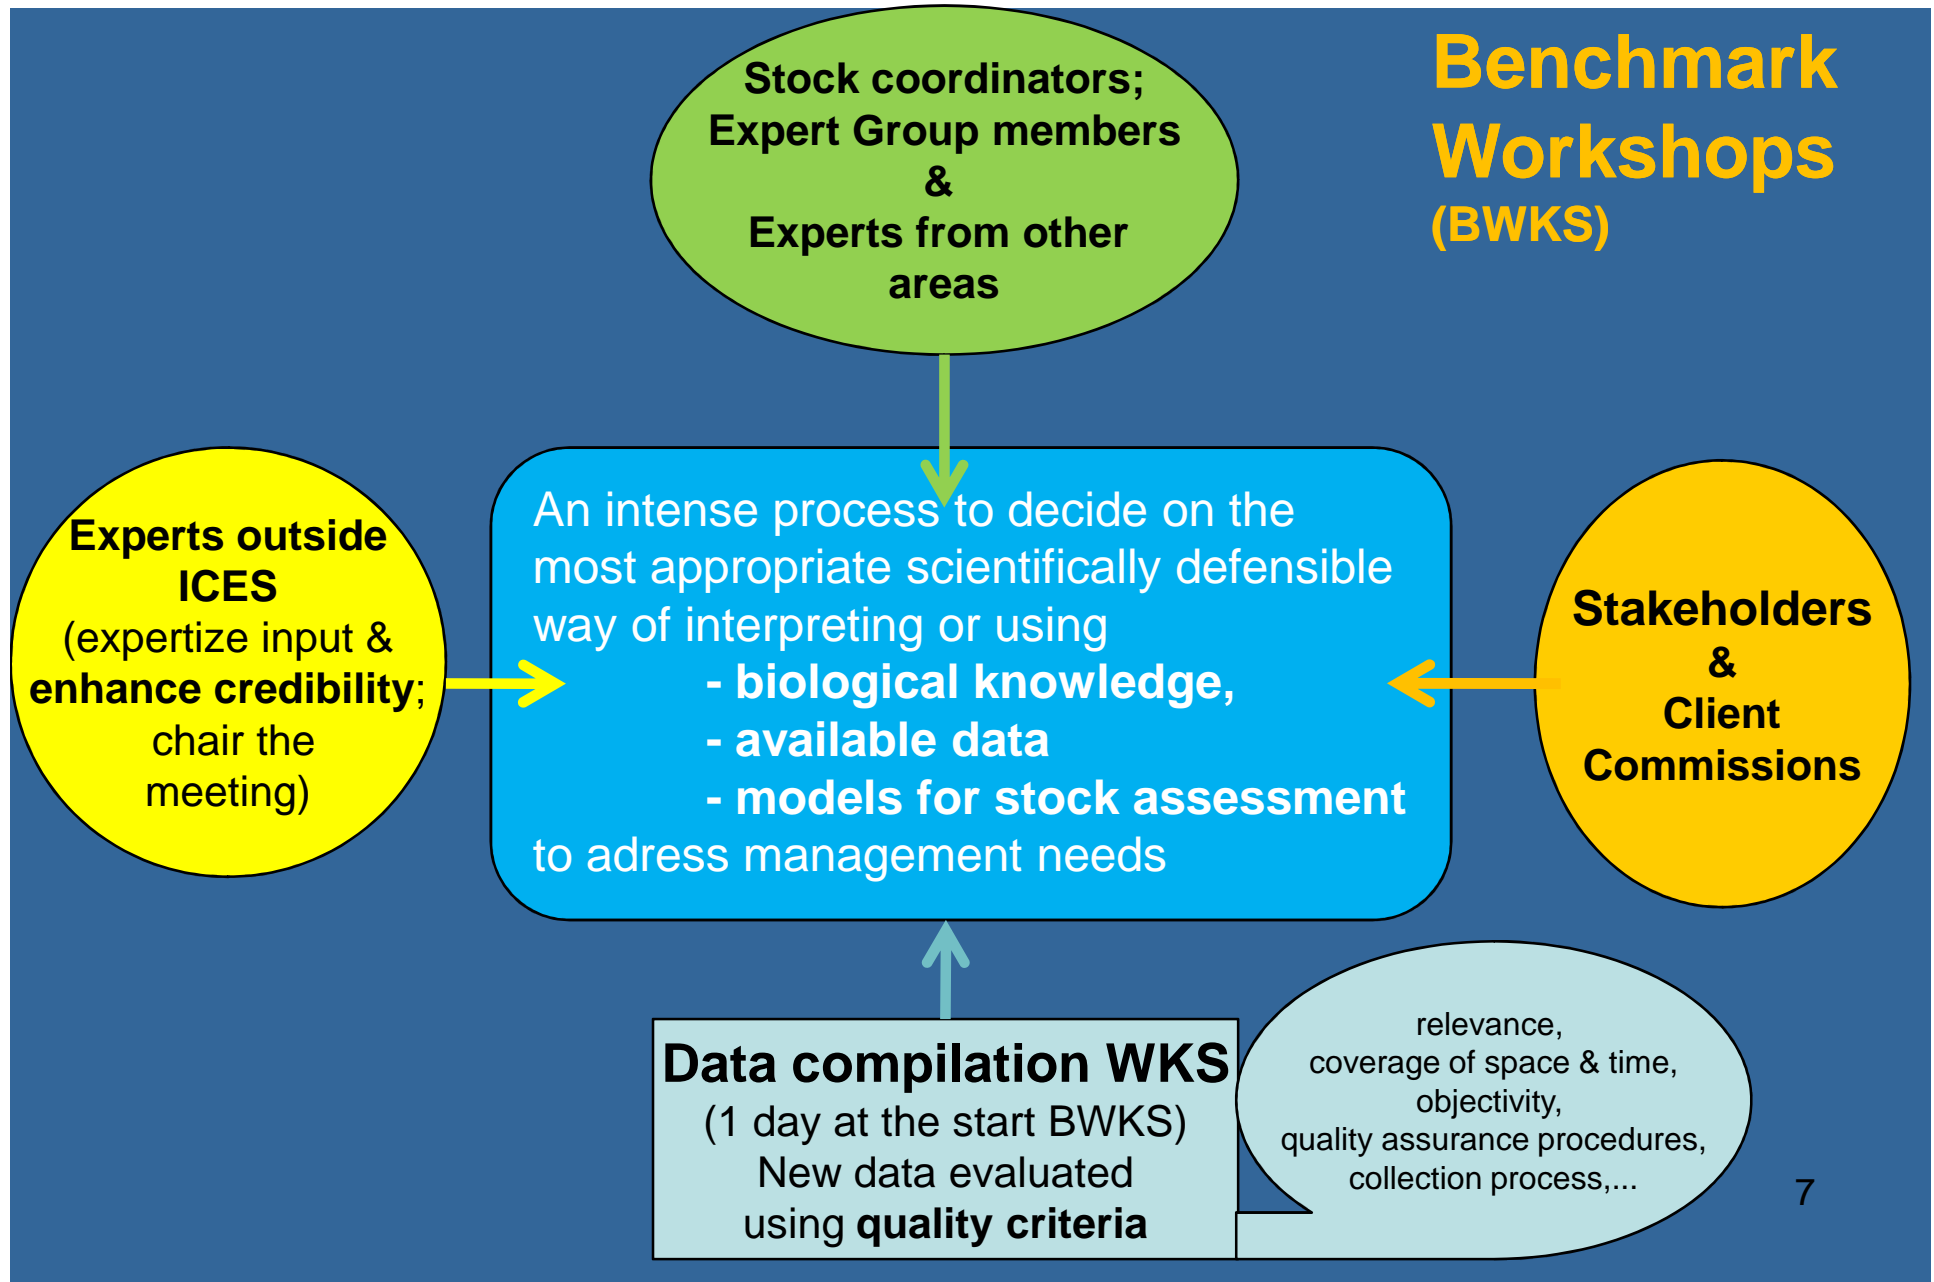 Benchmark
Workshops
(BWKS)
Stock coordinators;
Expert Group members
&
Experts from other
areas
Experts outside
ICES
(expertize input &
enhance credibility;
chair the
meeting)
An intense process to decide on the
most appropriate scientifically defensible
way of interpreting or using
- biological knowledge,
- available data
- models for stock assessment
to adress management needs
Stakeholders
&
Client
Commissions
Data compilation WKS
(1 day at the start BWKS)
New data evaluated
using quality criteria
relevance,
coverage of space & time,
objectivity,
quality assurance procedures,
collection process,...
7